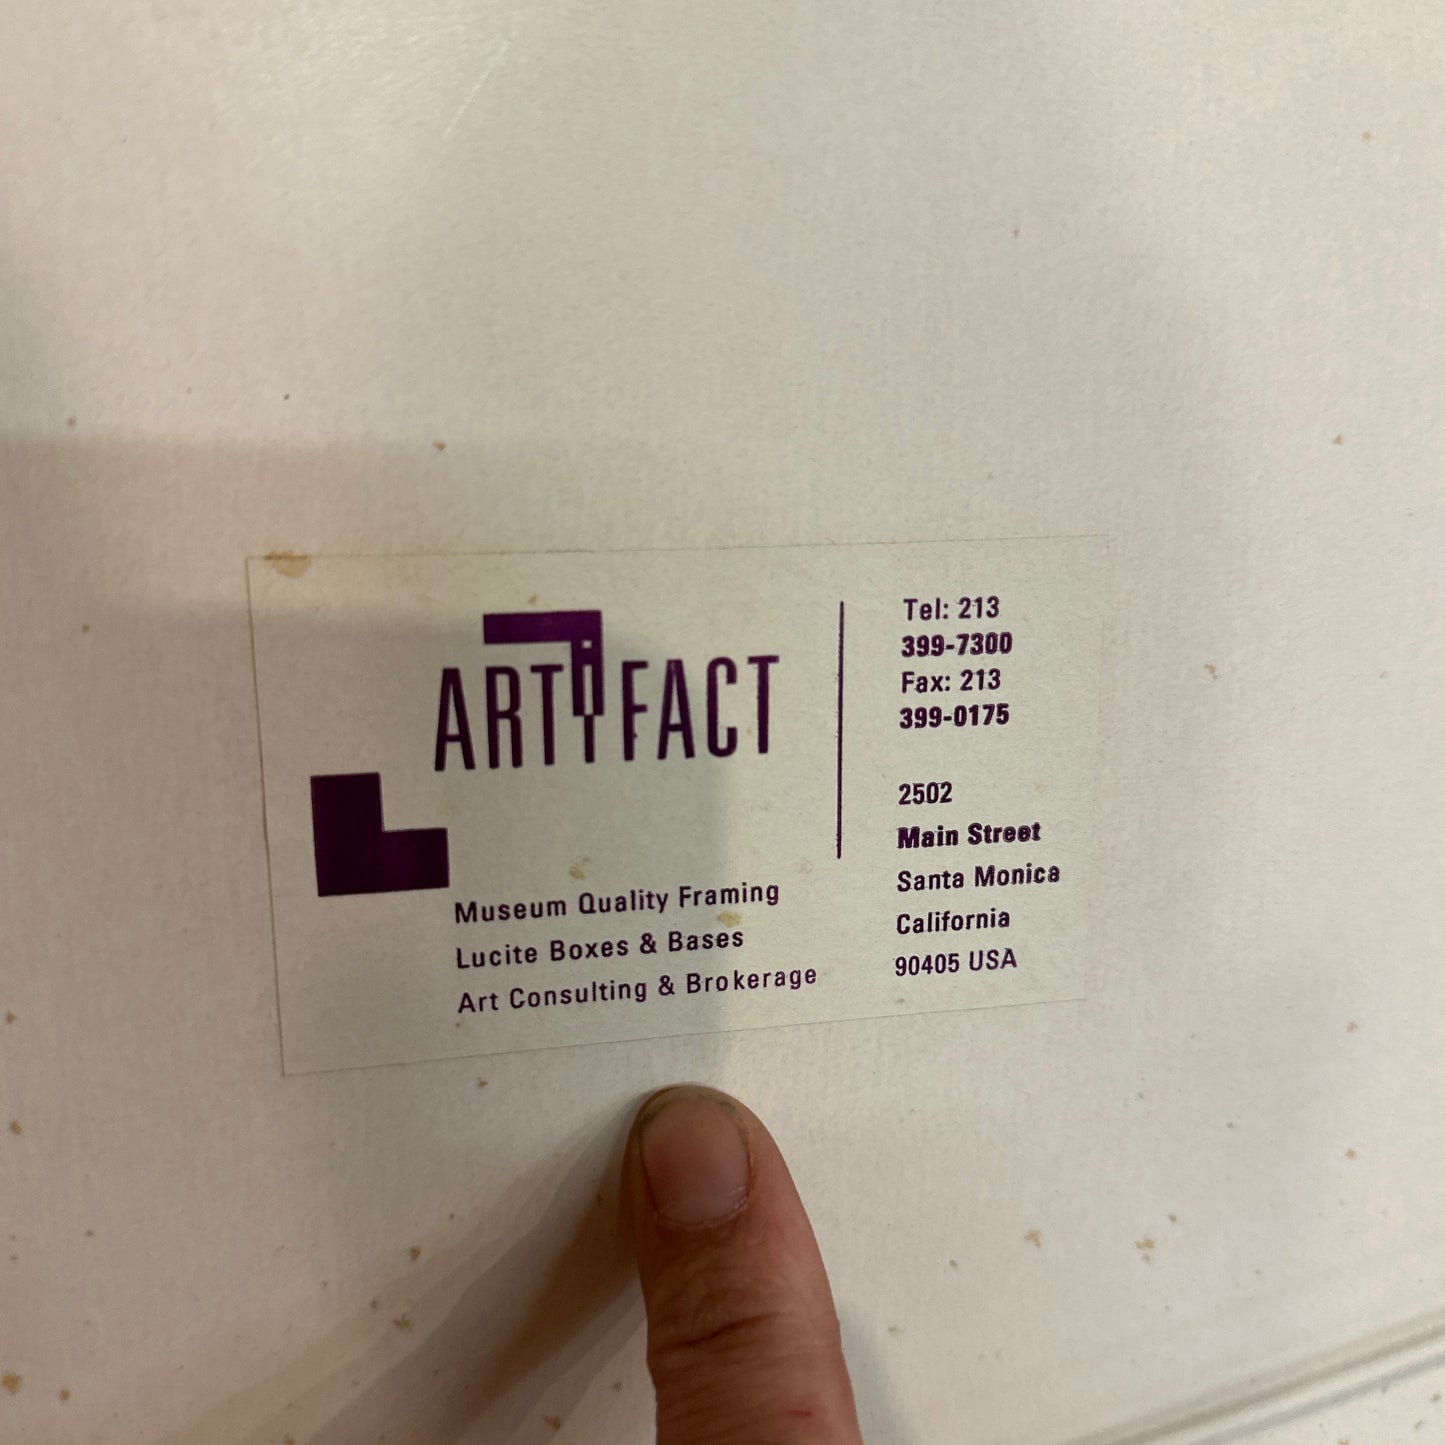 ARTiFACT
Museum Quality Framing
Lucite Boxes & Bases
Art Consulting & Brokerage
Tel: 213
399-7300
Fax: 213
399-0175
2502
Main Street
Santa Monica
California
90405 USA